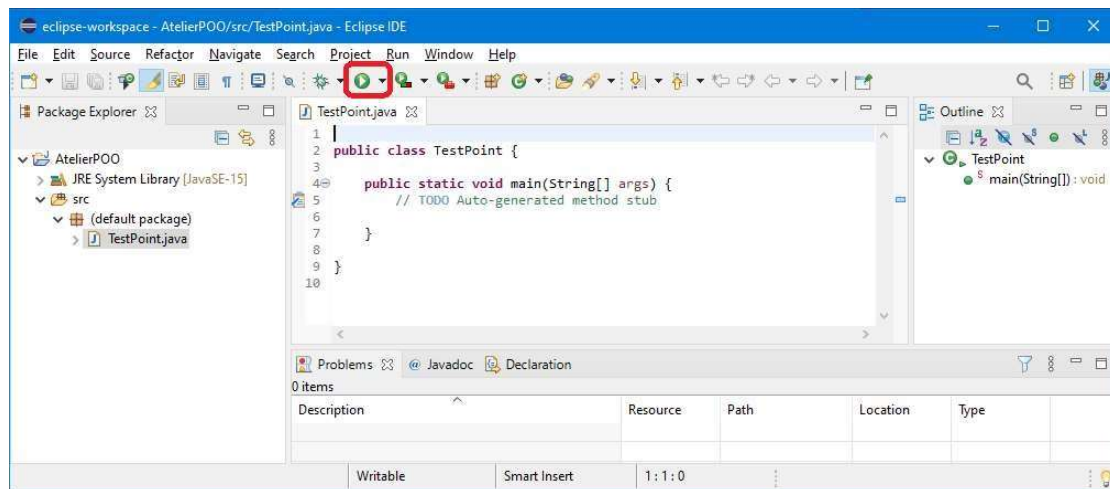 eclipse-workspace - AtelierPOO/src/TestPoint.java - Eclipse IDE
File Edit Source Refactor Navigate Search Project Run Window Help
Package Explorer
AtelierPOO
JRE System Library [JavaSE-15]
src
(default package)
TestPoint.java
TestPoint.java
1
2 public class TestPoint {
3
4 public static void main(String[] args) {
5 // TODO Auto-generated method stub
6
7 }
8
9 }
10
Outline
TestPoint
main(String[]) : void
Problems @ Javadoc Declaration
0 items
Description Resource Path Location Type
Writable Smart Insert 1 : 1 : 0